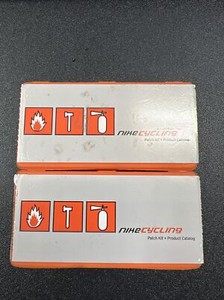 NIKECYCLING
Patch Kit + Product Catalog
NIKECYCLING
Patch Kit + Product Catalog